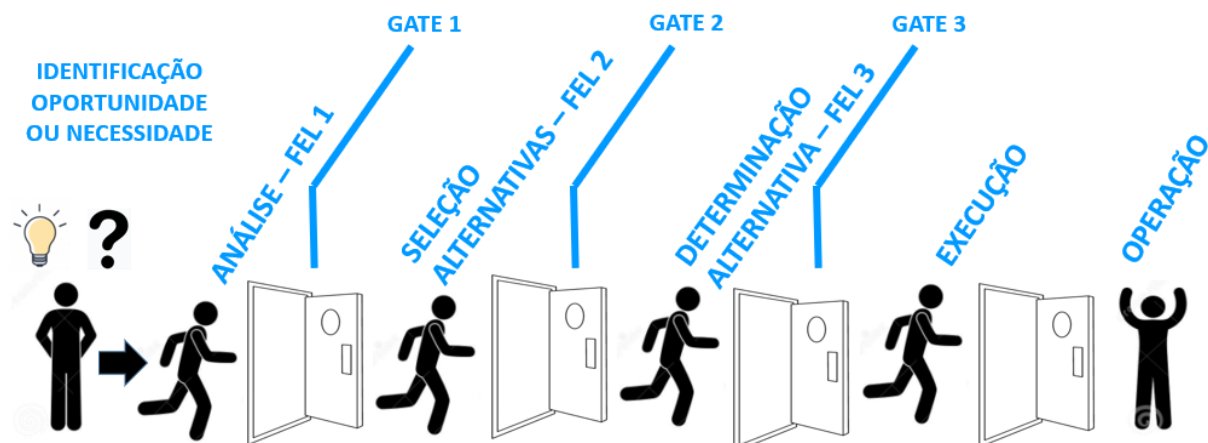 IDENTIFICAÇÃO
OPORTUNIDADE
OU NECESSIDADE
ANÁLISE – FEL 1
GATE 1
SELEÇÃO
ALTERNATIVAS – FEL 2
GATE 2
DETERMINAÇÃO
ALTERNATIVA – FEL 3
GATE 3
EXECUÇÃO
OPERAÇÃO
?